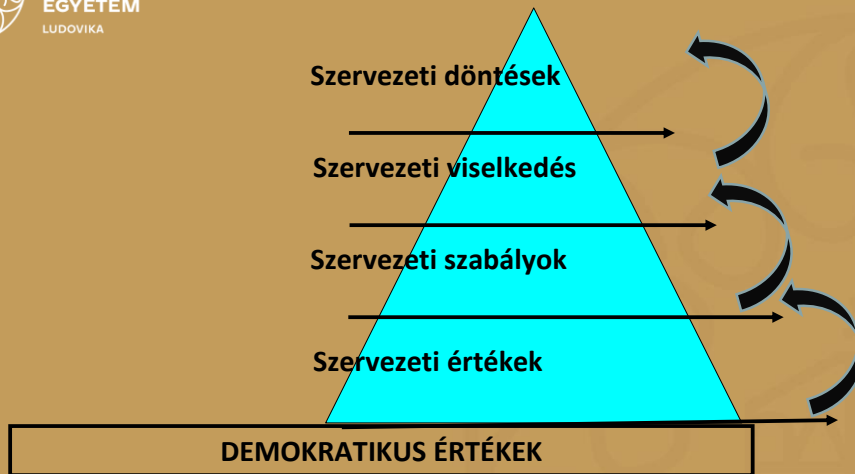 EGYETEM
LUDOVIKA
Szervezeti döntések
Szervezeti viselkedés
Szervezeti szabályok
Szervezeti értékek
DEMOKRATIKUS ÉRTÉKEK